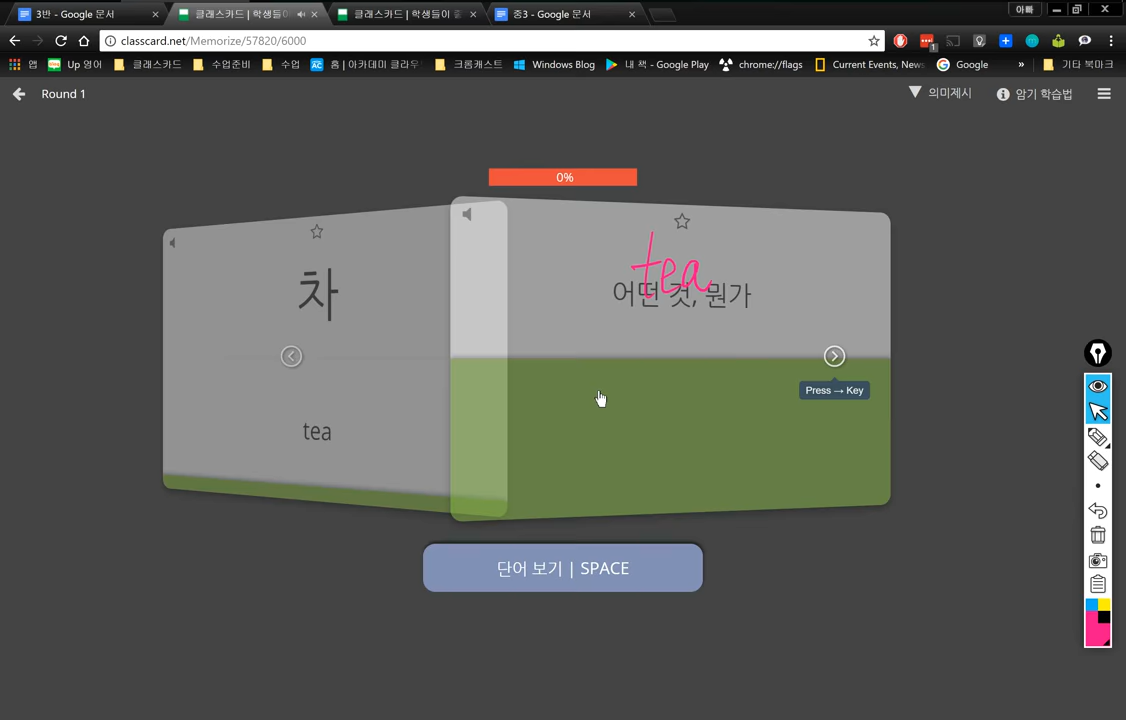 3반 - Google 문서
클래스카드 | 학생들이
클래스카드 | 학생들이 좋
중3 - Google 문서
아빠
classcard.net/Memorize/57820/6000
1
앱
Up 영어
클래스카드
수업준비
수업
홈 | 아카데미 클라우
크롬캐스트
Windows Blog
내 책 - Google Play
chrome://flags
Current Events, News
Google
»
기타 북마크
Round 1
의미제시
암기 학습법
0%
차
tea
tea
어떤 것, 뭔가
Press → Key
단어 보기 | SPACE